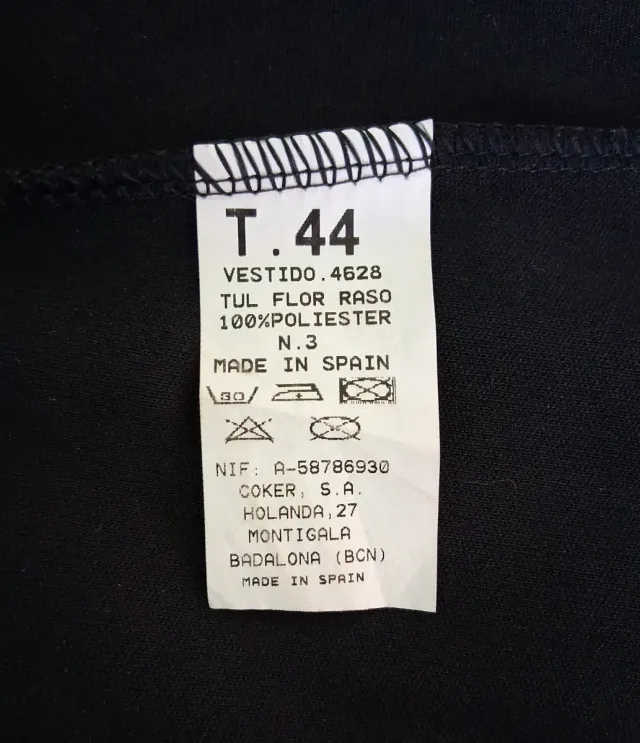 T.44
VESTIDO.4628
TUL FLOR RASO
100%POLIESTER
N.3
MADE IN SPAIN
30
NIF: A-58786930
COKER, S.A.
HOLANDA,27
MONTIGALA
BADALONA (BCN)
MADE IN SPAIN